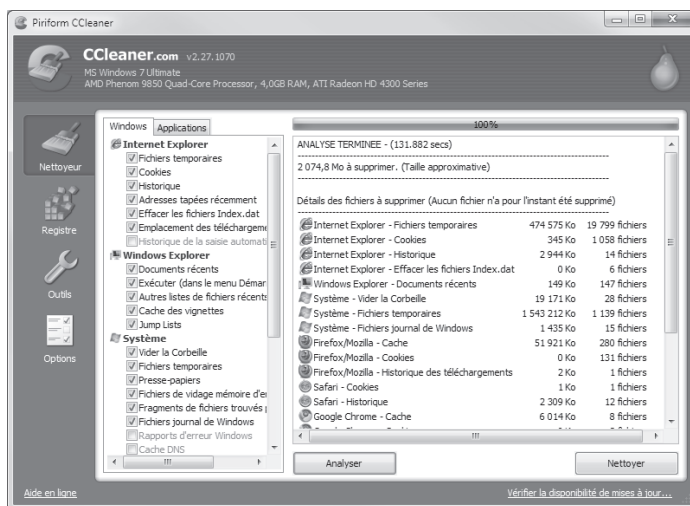 Piriform CCleaner
CCleaner.com v2.27.1070
MS Windows 7 Ultimate
AMD Phenom 9850 Quad-Core Processor, 4,0GB RAM, ATI Radeon HD 4300 Series
Nettoyeur
Registre
Outils
Options
Windows Applications
Internet Explorer
Fichiers temporaires
Cookies
Historique
Adresses tapées récemment
Effacer les fichiers Index.dat
Emplacement des téléchargeme
Historique de la saisie automati
Windows Explorer
Documents récents
Exécuter (dans le menu Démar
Autres listes de fichiers récents
Cache des vignettes
Jump Lists
Système
Vider la Corbeille
Fichiers temporaires
Presse-papiers
Fichiers de vidage mémoire d'er
Fragments de fichiers trouvés
Fichiers journal de Windows
Rapports d'erreur Windows
Cache DNS
100%
ANALYSE TERMINEE - (131.882 secs)
2 074,8 Mo à supprimer. (Taille approximative)
Détails des fichiers à supprimer (Aucun fichier n'a pour l'instant été supprimé)
Internet Explorer - Fichiers temporaires 474 575 Ko 19 799 fichiers
Internet Explorer - Cookies 345 Ko 1 058 fichiers
Internet Explorer - Historique 2 944 Ko 14 fichiers
Internet Explorer - Effacer les fichiers Index.dat 0 Ko 6 fichiers
Windows Explorer - Documents récents 149 Ko 147 fichiers
Système - Vider la Corbeille 19 171 Ko 28 fichiers
Système - Fichiers temporaires 1 543 212 Ko 1 139 fichiers
Système - Fichiers journal de Windows 1 435 Ko 15 fichiers
Firefox/Mozilla - Cache 51 921 Ko 280 fichiers
Firefox/Mozilla - Cookies 0 Ko 131 fichiers
Firefox/Mozilla - Historique des téléchargements 2 Ko 1 fichiers
Safari - Cookies 1 Ko 1 fichiers
Safari - Historique 2 309 Ko 12 fichiers
Google Chrome - Cache 6 014 Ko 8 fichiers
Analyser
Nettoyer
Aide en ligne
Vérifier la disponibilité de mises à jour...